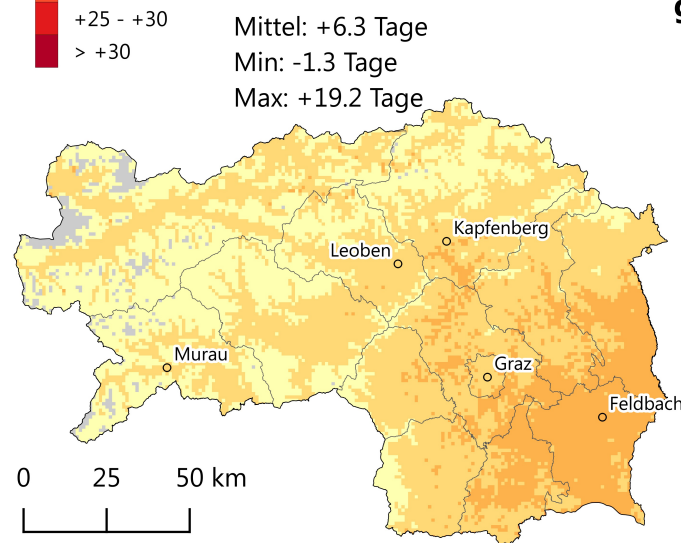 +25 - +30
> +30
Mittel: +6.3 Tage
Min: -1.3 Tage
Max: +19.2 Tage
Kapfenberg
Leoben
Murau
Graz
Feldbach
0 25 50 km